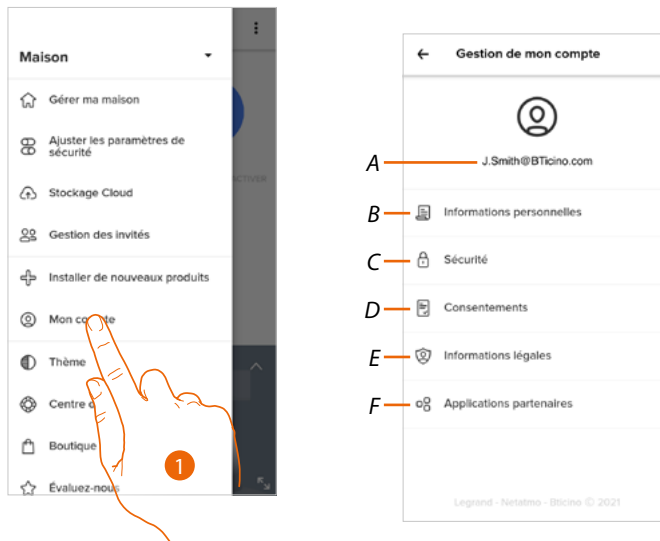 Maison
Gérer ma maison
Ajuster les paramètres de
sécurité
Stockage Cloud
Gestion des invités
Installer de nouveaux produits
Mon compte
Thème
Centre
Boutique
Évaluez-nous
1
Gestion de mon compte
A
J.Smith@BTicino.com
B
Informations personnelles
C
Sécurité
D
Consentements
E
Informations légales
F
Applications partenaires
Legrand - Netatmo - Bticino © 2021